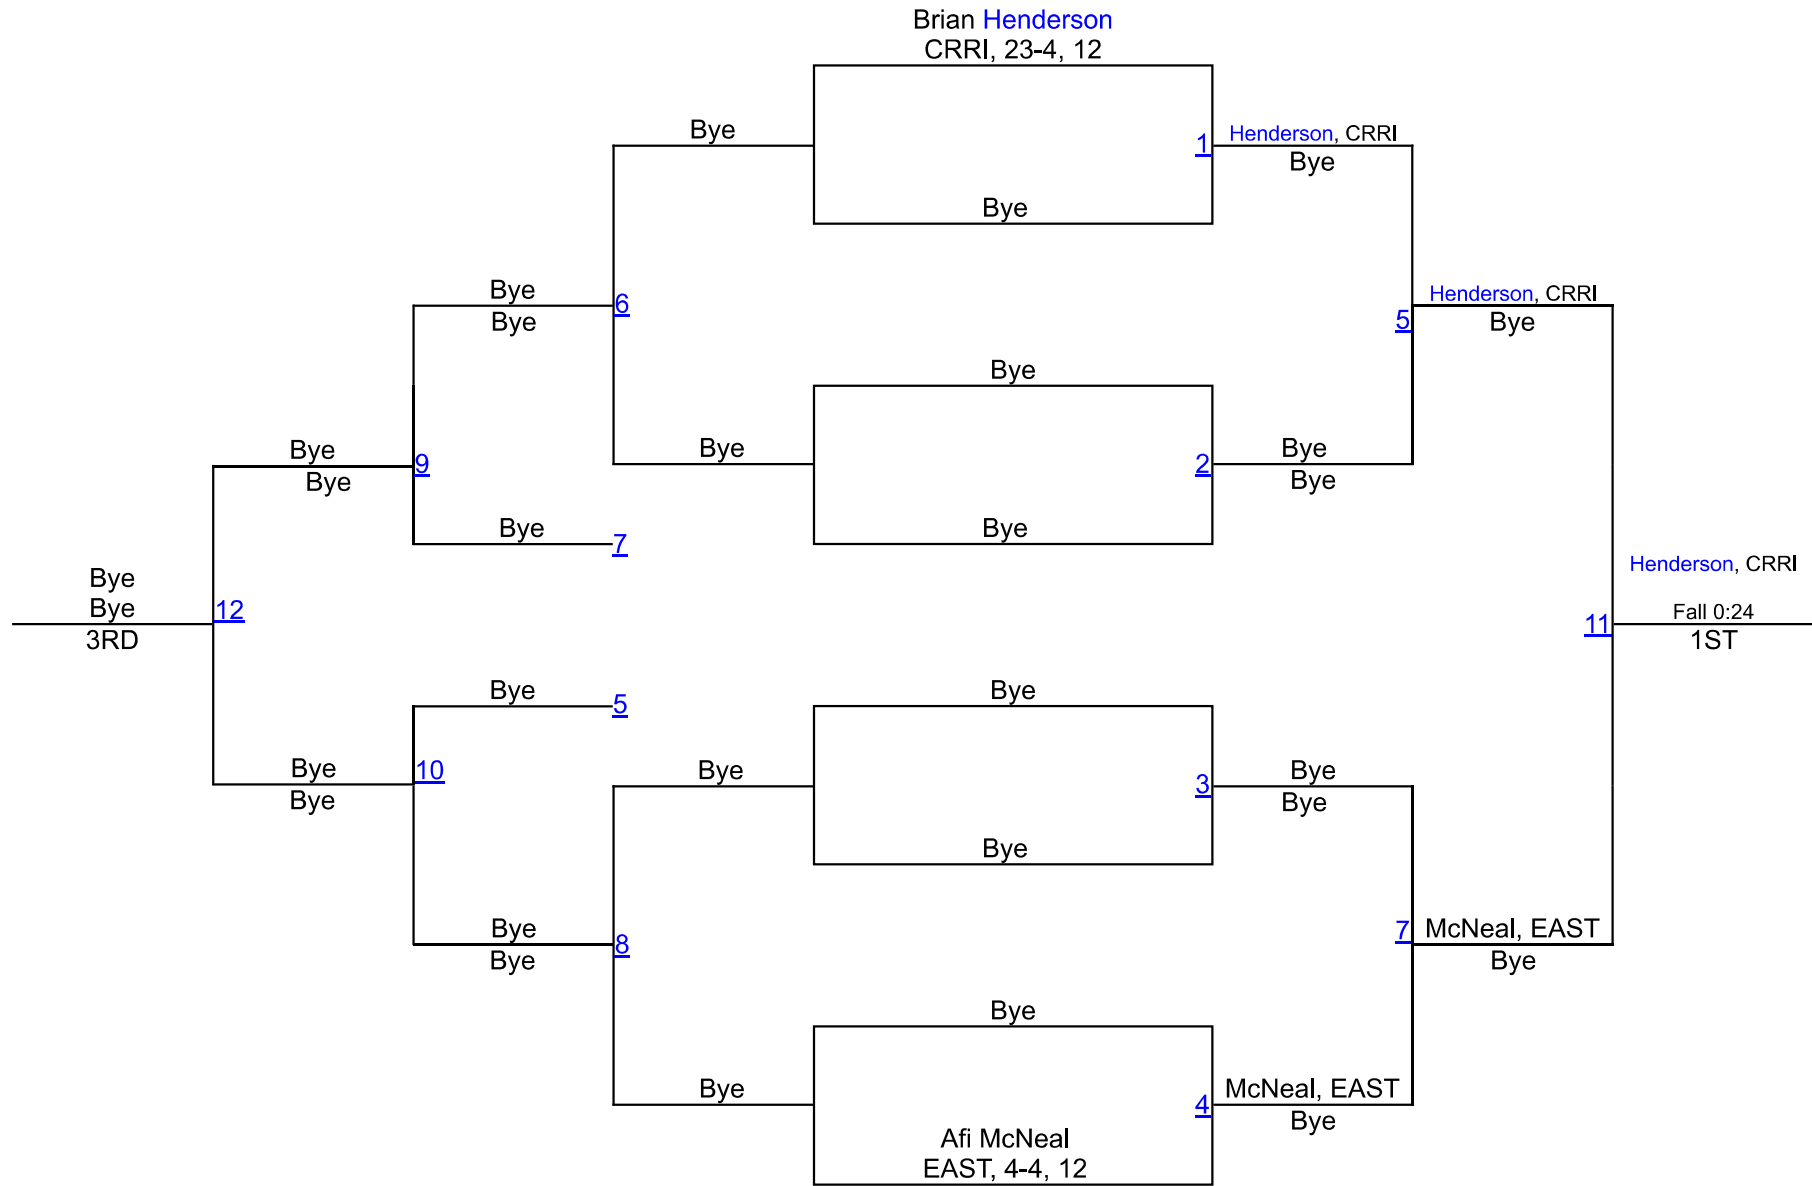 Brian Henderson
CRRI, 23-4, 12
Bye
1
Henderson, CRRI
Bye
Bye
Bye
Bye
6
5
Henderson, CRRI
Bye
Bye
Bye
2
Bye
Bye
Bye
Bye
Bye
9
Bye
7
Bye
Bye
3RD
12
Henderson, CRRI
11
Fall 0:24
1ST
Bye
5
Bye
Bye
Bye
10
Bye
3
Bye
Bye
Bye
Bye
Bye
8
7
McNeal, EAST
Bye
Bye
Bye
4
McNeal, EAST
Bye
Afi McNeal
EAST, 4-4, 12